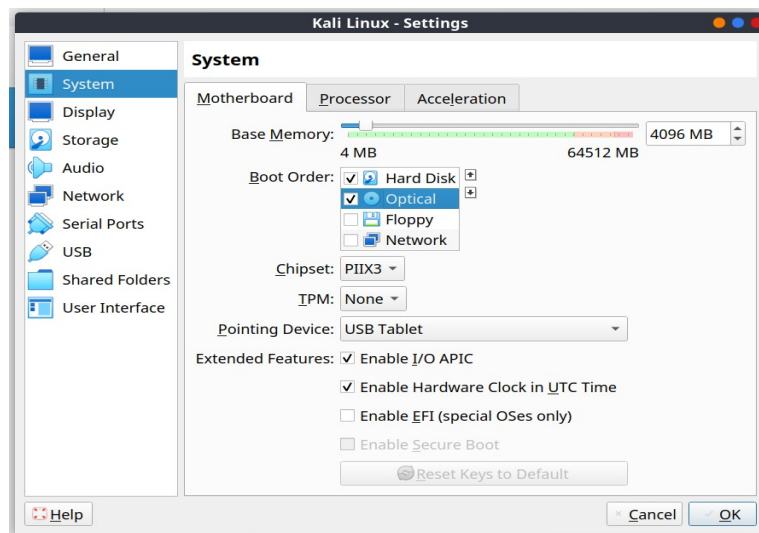 Kali Linux - Settings
General
System
Display
Storage
Audio
Network
Serial Ports
USB
Shared Folders
User Interface
System
Motherboard Processor Acceleration
Base Memory: 4096 MB
4 MB 64512 MB
Boot Order: Hard Disk
Optical
Floppy
Network
Chipset: PIIX3
TPM: None
Pointing Device: USB Tablet
Extended Features: Enable I/O APIC
Enable Hardware Clock in UTC Time
Enable EFI (special OSes only)
Enable Secure Boot
Reset Keys to Default
Help Cancel OK